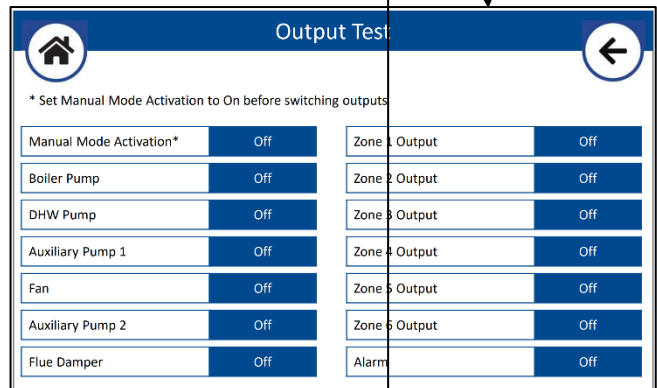 Output Test
* Set Manual Mode Activation to On before switching outputs
Manual Mode Activation* Off Zone 1 Output Off
Boiler Pump Off Zone 2 Output Off
DHW Pump Off Zone 3 Output Off
Auxiliary Pump 1 Off Zone 4 Output Off
Fan Off Zone 5 Output Off
Auxiliary Pump 2 Off Zone 6 Output Off
Flue Damper Off Alarm Off